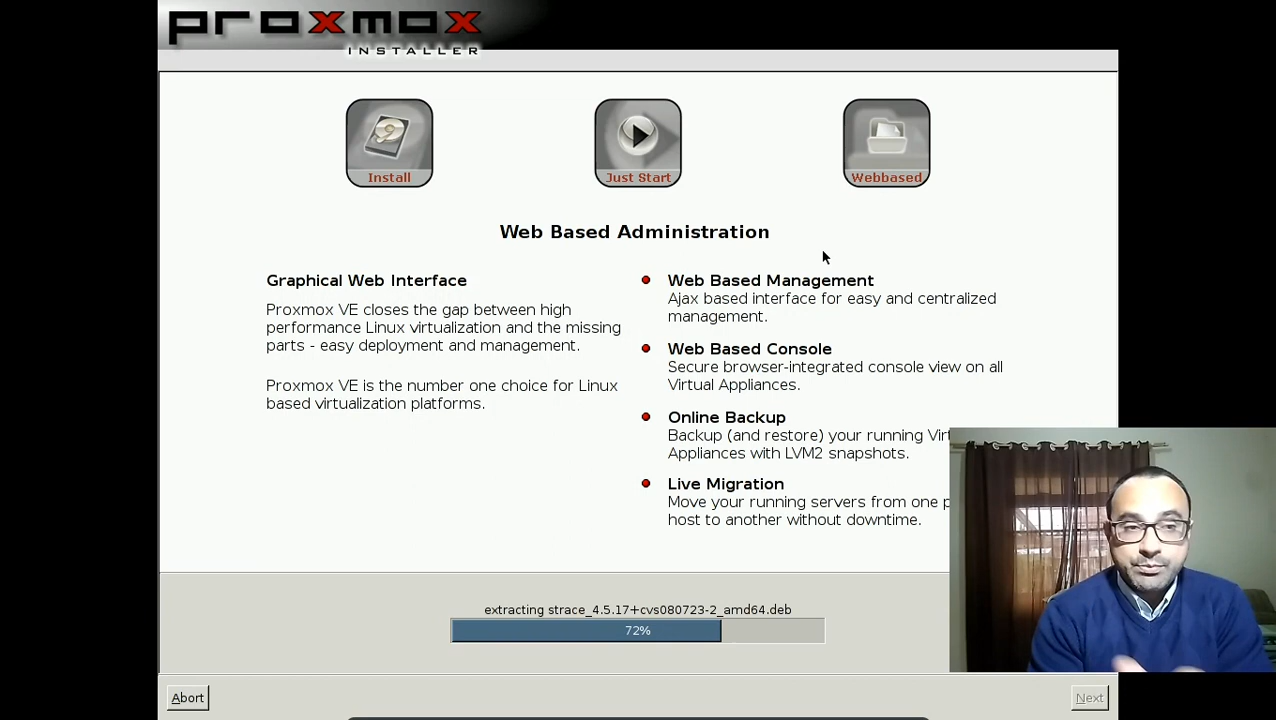 proxmox
INSTALLER
Install
Just Start
Webbased
Web Based Administration
Graphical Web Interface
Proxmox VE closes the gap between high
performance Linux virtualization and the missing
parts - easy deployment and management.
Proxmox VE is the number one choice for Linux
based virtualization platforms.
Web Based Management
Ajax based interface for easy and centralized
management.
Web Based Console
Secure browser-integrated console view on all
Virtual Appliances.
Online Backup
Backup (and restore) your running
Appliances with LVM2 snapshots.
Live Migration
Move your running servers from one
host to another without downtime.
extracting strace_4.5.17+cvs080723-2_amd64.deb
72%
Abort
Next